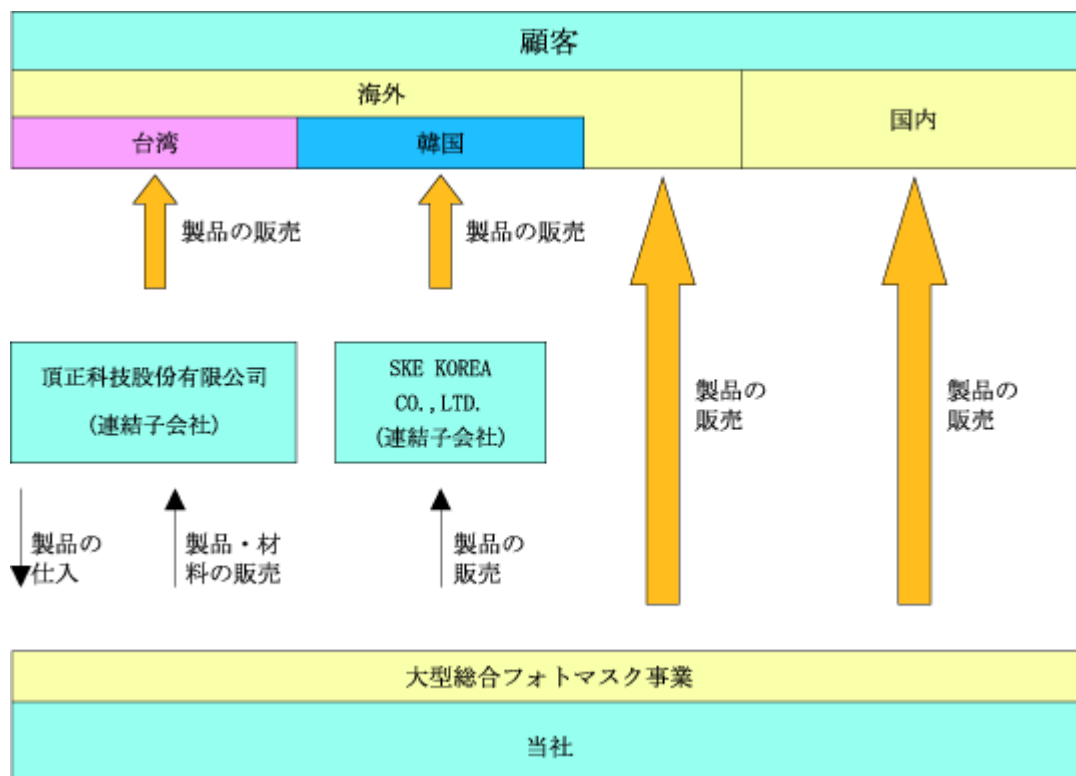 顧客
海外
国内
台湾
韓国
製品の販売
製品の販売
頂正科技股份有限公司
(連結子会社)
SKE KOREA
CO.,LTD.
(連結子会社)
製品の
販売
製品の
販売
製品の
仕入
製品・材
料の販売
製品の
販売
大型総合フォトマスク事業
当社